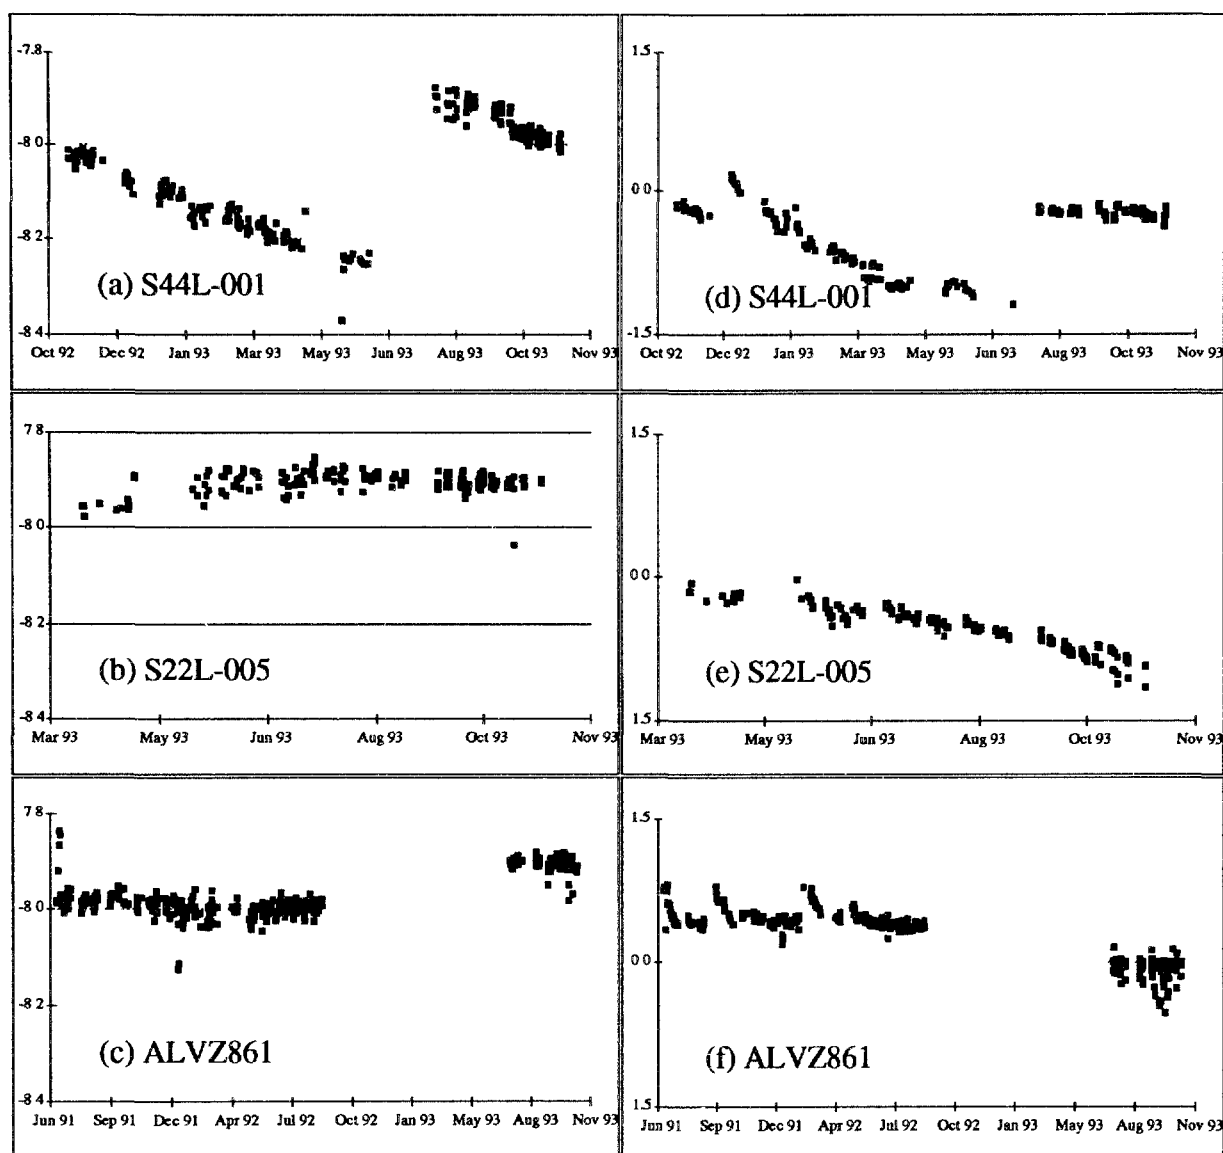 -7.8
-8 0
-8 2
-8 4
(a) S44L-001
Oct 92 Dec 92 Jan 93 Mar 93 May 93 Jun 93 Aug 93 Oct 93 Nov 93
1.5
0 0
-1.5
(d) S44L-001
Oct 92 Dec 92 Jan 93 Mar 93 May 93 Jun 93 Aug 93 Oct 93 Nov 93
7 8
-8 0
-8 2
-8 4
(b) S22L-005
Mar 93 May 93 Jun 93 Aug 93 Oct 93 Nov 93
1.5
0 0
1.5
(e) S22L-005
Mar 93 May 93 Jun 93 Aug 93 Oct 93 Nov 93
7 8
-8 0
-8 2
-8 4
(c) ALVZ861
Jun 91 Sep 91 Dec 91 Apr 92 Jul 92 Oct 92 Jan 93 May 93 Aug 93 Nov 93
1.5
0 0
1.5
(f) ALVZ861
Jun 91 Sep 91 Dec 91 Apr 92 Jul 92 Oct 92 Jan 93 May 93 Aug 93 Nov 93